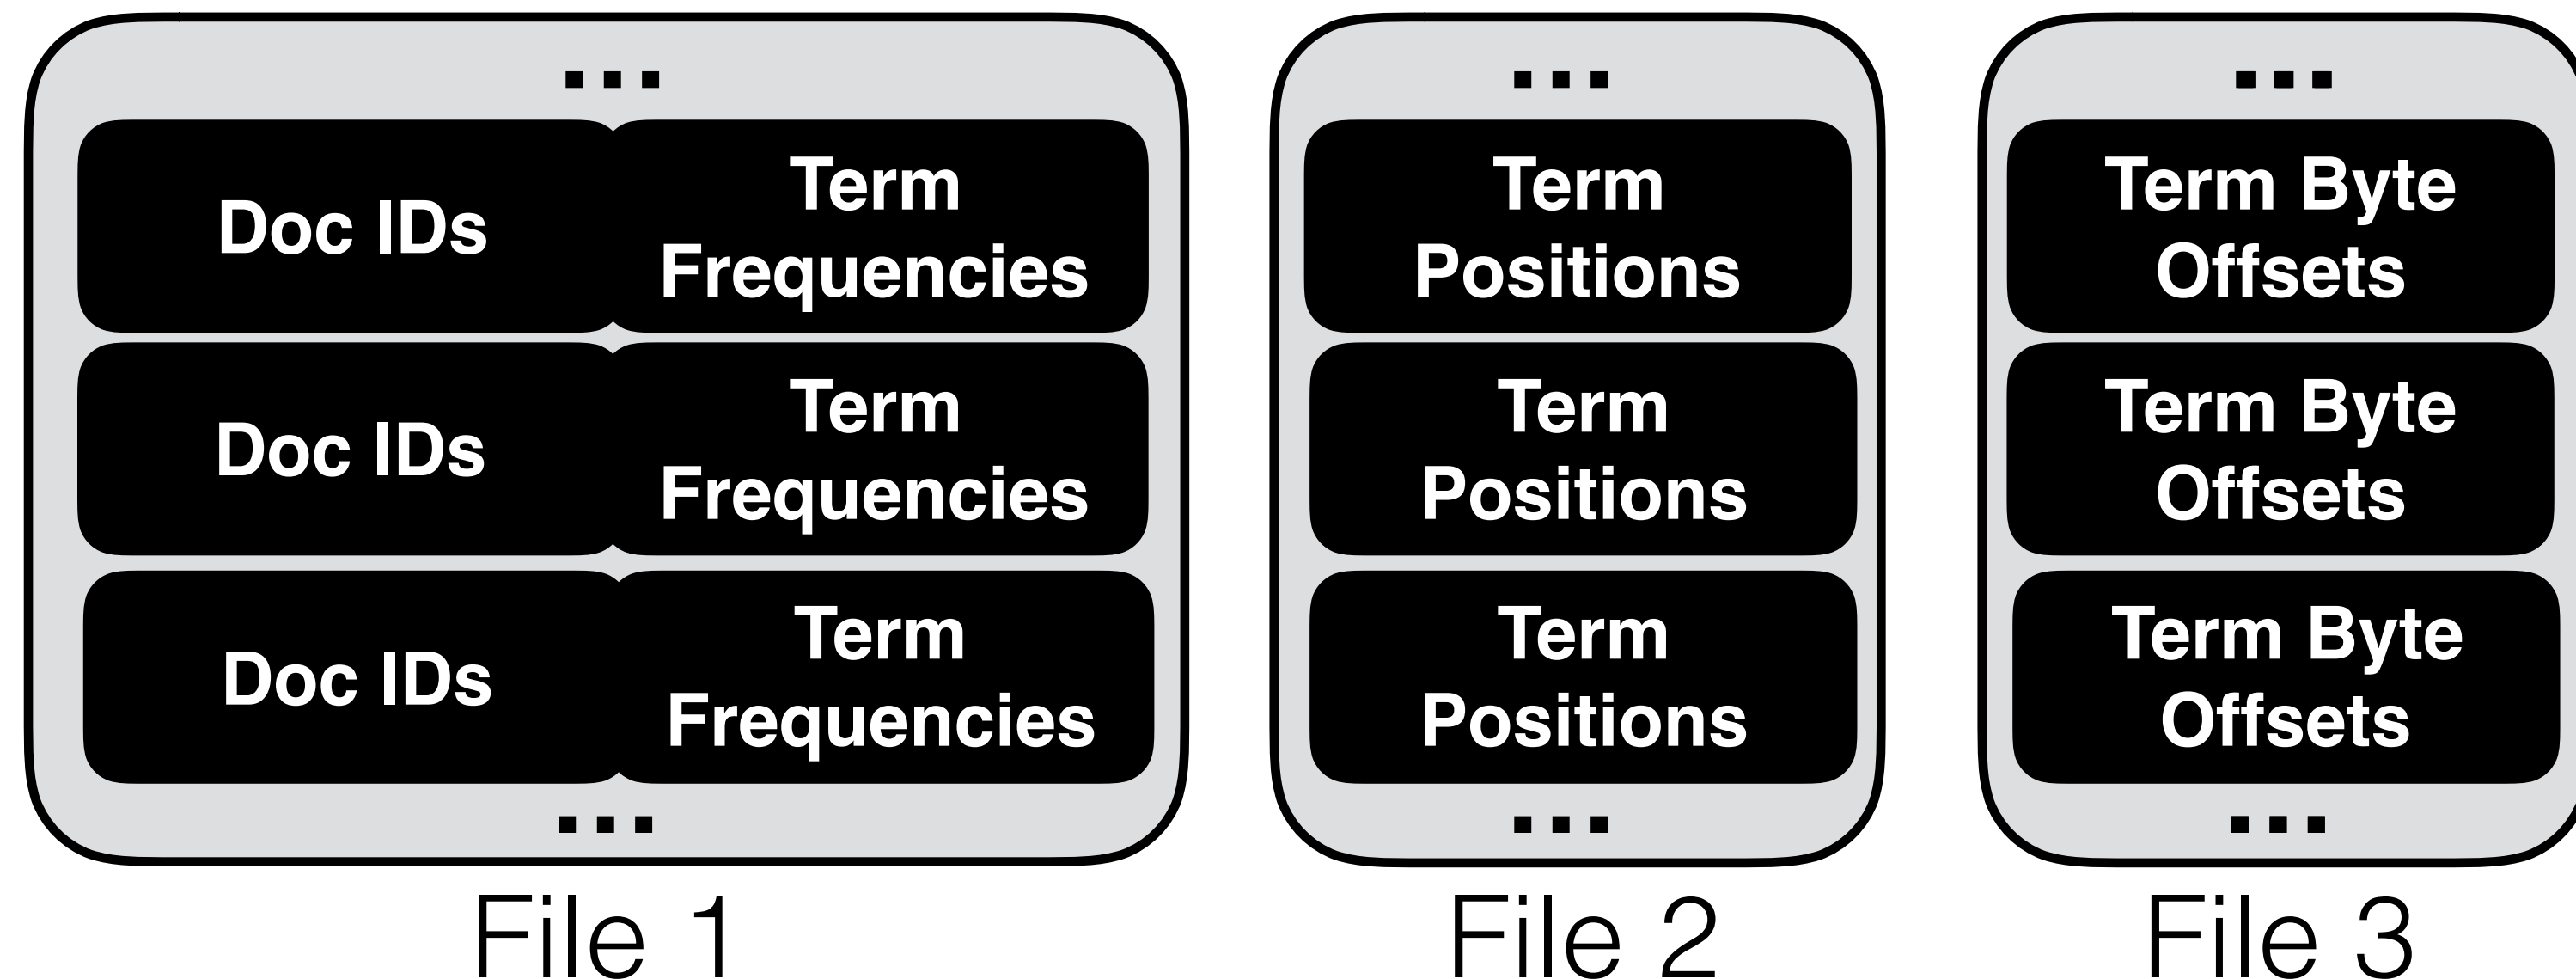 ...
Doc IDs
Term
Frequencies
Doc IDs
Term
Frequencies
Doc IDs
Term
Frequencies
...
File 1
...
Term
Positions
Term
Positions
Term
Positions
...
File 2
...
Term Byte
Offsets
Term Byte
Offsets
Term Byte
Offsets
...
File 3